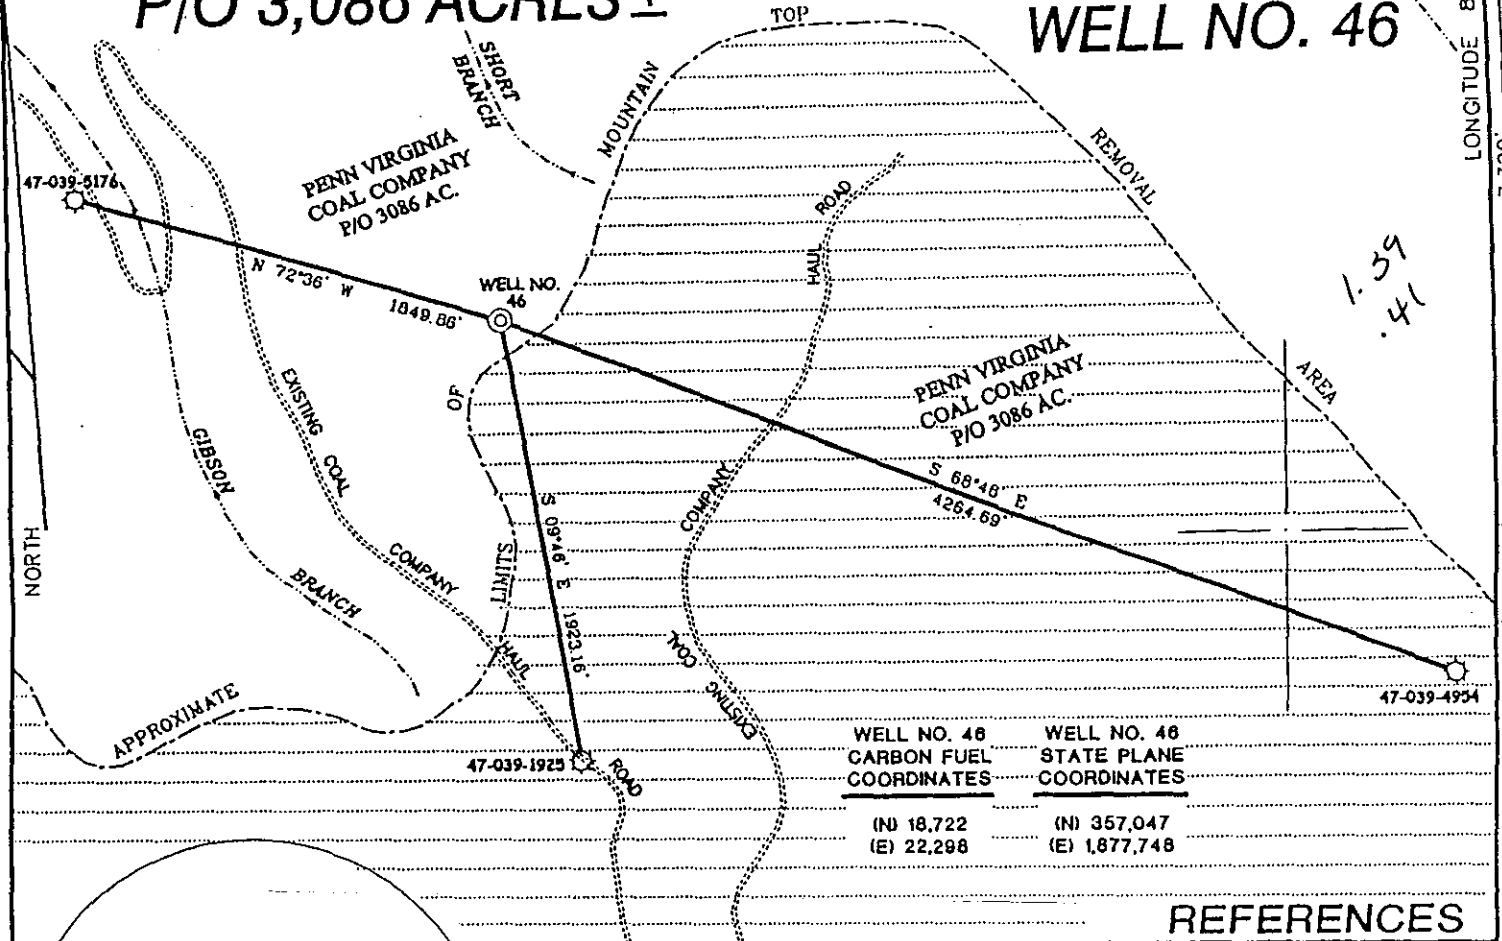 P/O 3,086 ACRES ±
WELL NO. 46
TOP
LONGITUDE 8
SHORT
BRANCH
MOUNTAIN
REMOVAL
PENN VIRGINIA
COAL COMPANY
P/O 3086 AC.
47-039-5176
ROAD
HAUL
N 72°36' W 1849.86'
WELL NO.
46
1.39
.41
PENN VIRGINIA
COAL COMPANY
P/O 3086 AC.
AREA
OF
EXISTING
COAL
GIBSON
COMPANY
S 68°48' E
4264.69'
S 09°46' E 1923.16'
NORTH
LIMITS
COMPANY
BRANCH
HAUL
COAL
EXISTING
47-039-4954
APPROXIMATE
47-039-1925
ROAD
WELL NO. 46
CARBON FUEL
COORDINATES
(N) 18,722
(E) 22,298
WELL NO. 46
STATE PLANE
COORDINATES
(N) 357,047
(E) 1,877,748
REFERENCES